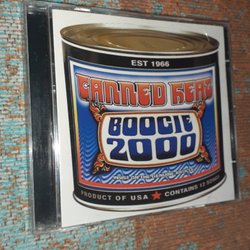 EST 1966
CANNED HEAT
BOOGIE
2000
PRODUCT OF USA ★ CONTAINS 12 SONGS